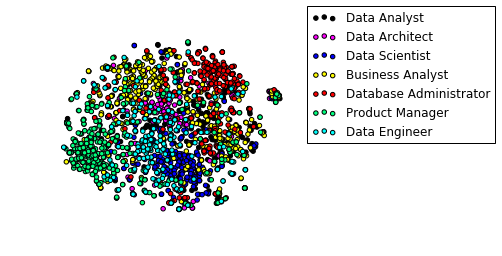 Data Analyst
Data Architect
Data Scientist
Business Analyst
Database Administrator
Product Manager
Data Engineer